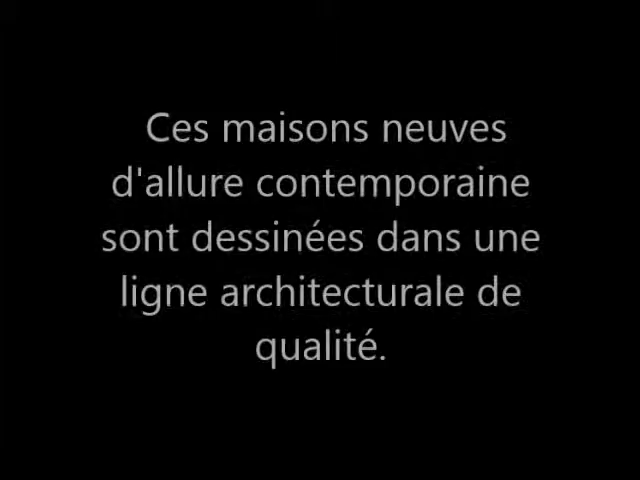 Ces maisons neuves
d'allure contemporaine
sont dessinées dans une
ligne architecturale de
qualité.